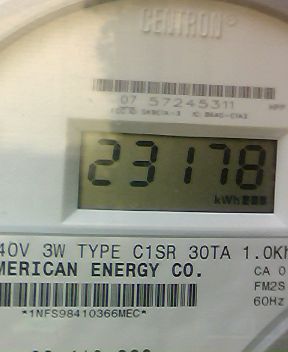 CENTRON®
07 57245311
23178
kWh
40V 3W TYPE C1SR 30TA 1.0Kh
MERICAN ENERGY CO.
CA 0
FM2S
60Hz
*1NFS98410366MEC*